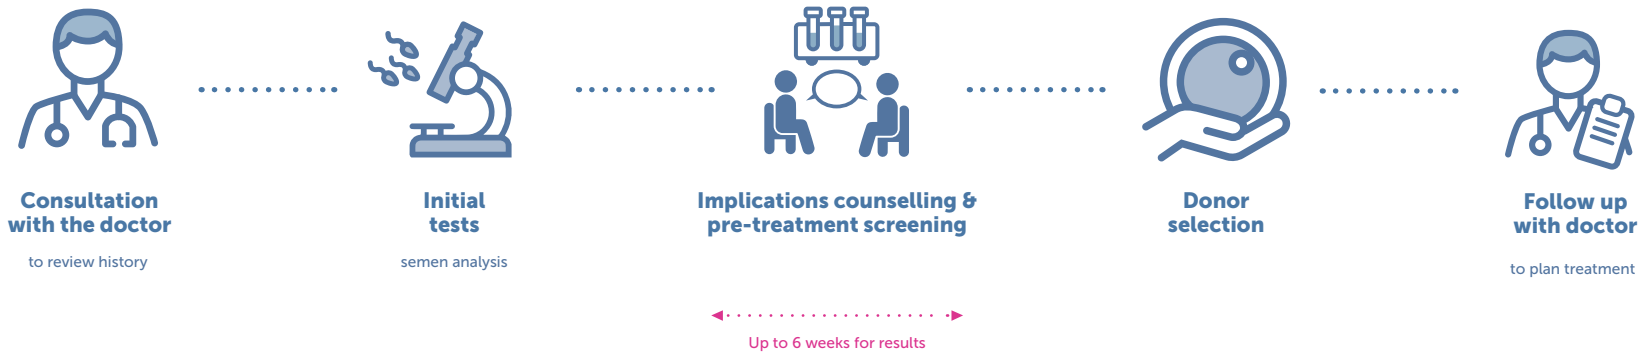 Consultation
with the doctor
to review history
Initial
tests
semen analysis
Implications counselling &
pre-treatment screening
Up to 6 weeks for results
Donor
selection
Follow up
with doctor
to plan treatment